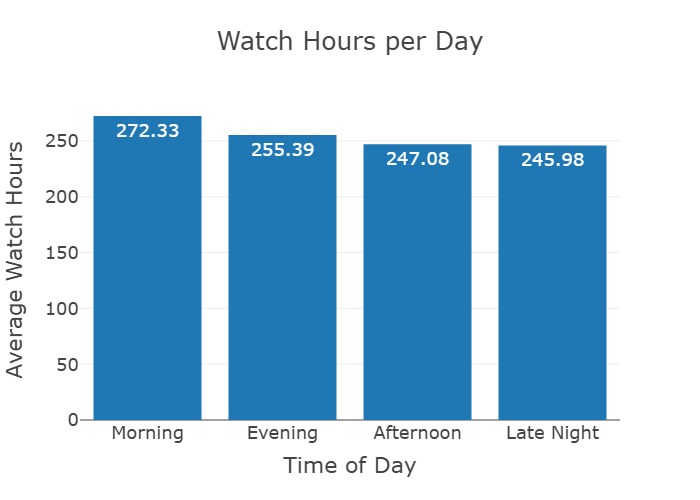 Watch Hours per Day
Average Watch Hours
250
200
150
100
50
0
272.33
255.39
247.08
245.98
Morning
Evening
Afternoon
Late Night
Time of Day